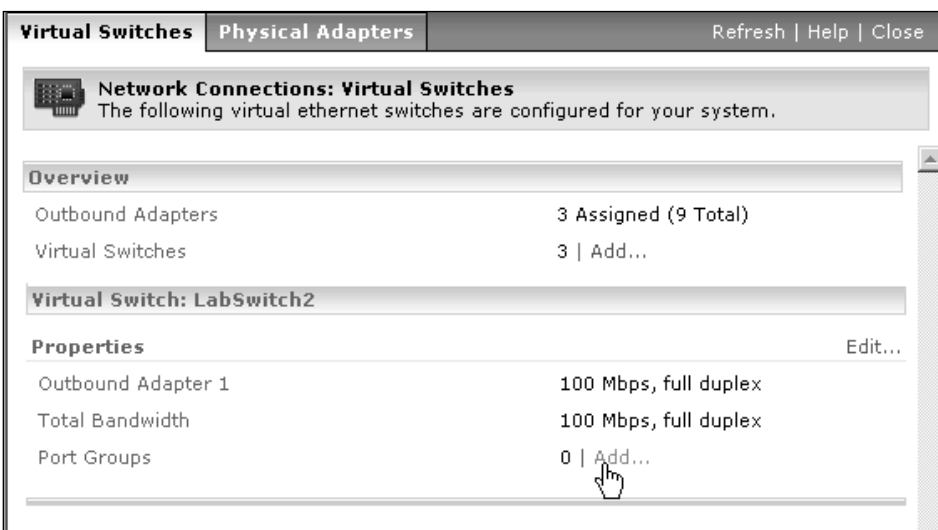 Virtual Switches Physical Adapters Refresh | Help | Close
Network Connections: Virtual Switches
The following virtual ethernet switches are configured for your system.
Overview
Outbound Adapters 3 Assigned (9 Total)
Virtual Switches 3 | Add...
Virtual Switch: LabSwitch2
Properties Edit...
Outbound Adapter 1 100 Mbps, full duplex
Total Bandwidth 100 Mbps, full duplex
Port Groups 0 | Add...